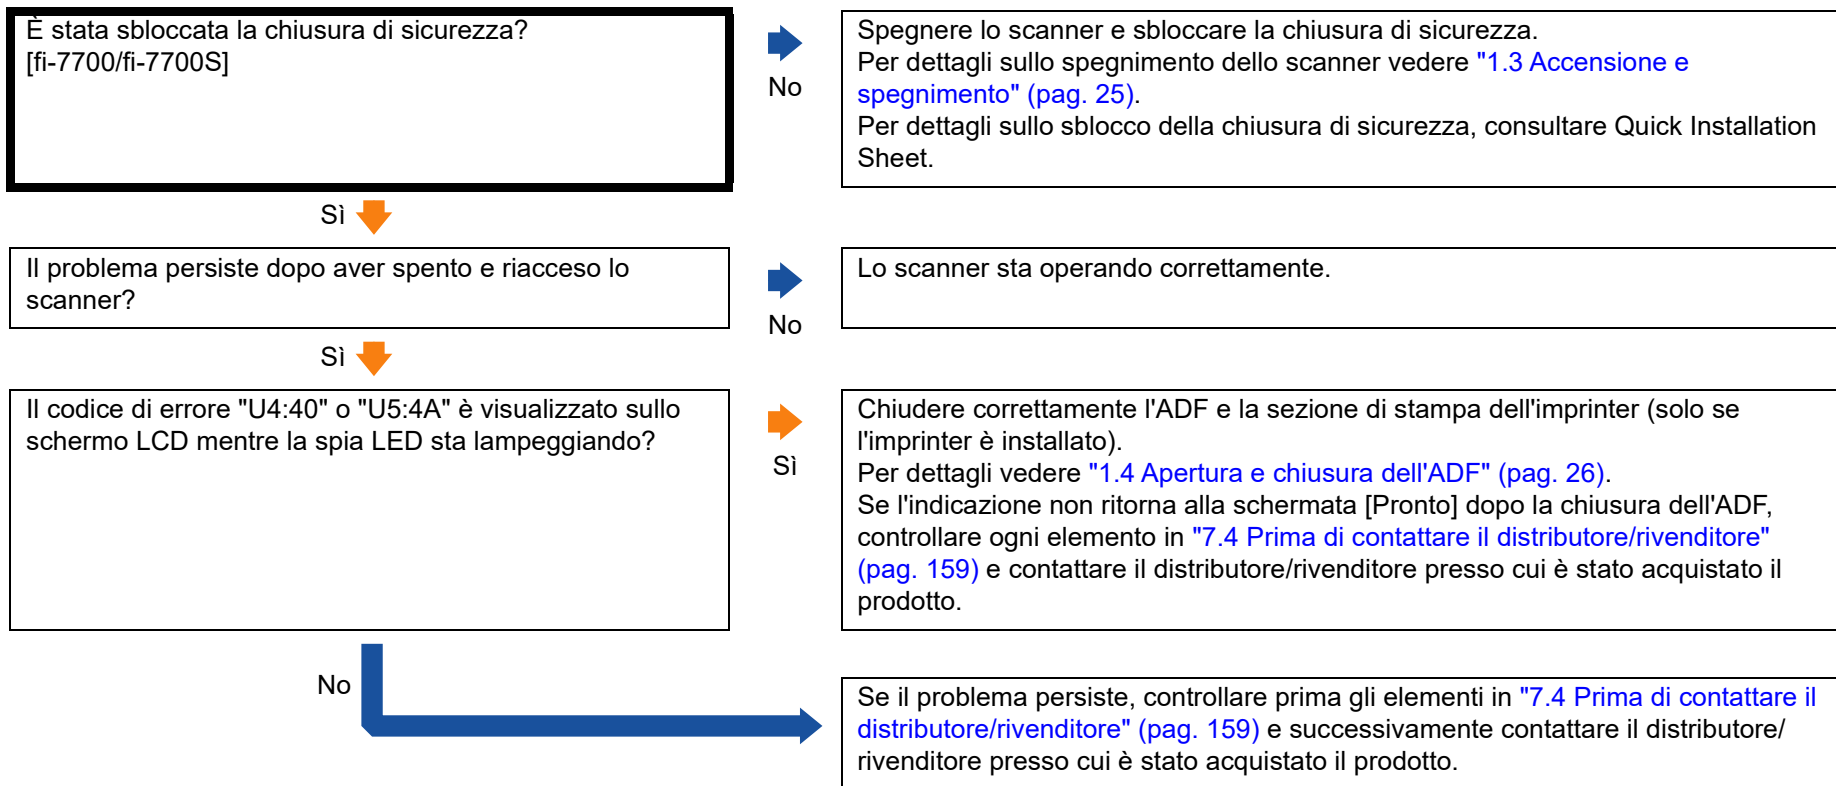 È stata sbloccata la chiusura di sicurezza?
[fi-7700/fi-7700S]
No
Spegnere lo scanner e sbloccare la chiusura di sicurezza.
Per dettagli sullo spegnimento dello scanner vedere "1.3 Accensione e
spegnimento" (pag. 25).
Per dettagli sullo sblocco della chiusura di sicurezza, consultare Quick Installation
Sheet.
Sì
Il problema persiste dopo aver spento e riacceso lo
scanner?
No
Lo scanner sta operando correttamente.
Sì
Il codice di errore "U4:40" o "U5:4A" è visualizzato sullo
schermo LCD mentre la spia LED sta lampeggiando?
Sì
Chiudere correttamente l'ADF e la sezione di stampa dell'imprinter (solo se
l'imprinter è installato).
Per dettagli vedere "1.4 Apertura e chiusura dell'ADF" (pag. 26).
Se l'indicazione non ritorna alla schermata [Pronto] dopo la chiusura dell'ADF,
controllare ogni elemento in "7.4 Prima di contattare il distributore/rivenditore"
(pag. 159) e contattare il distributore/rivenditore presso cui è stato acquistato il
prodotto.
No
Se il problema persiste, controllare prima gli elementi in "7.4 Prima di contattare il
distributore/rivenditore" (pag. 159) e successivamente contattare il distributore/
rivenditore presso cui è stato acquistato il prodotto.